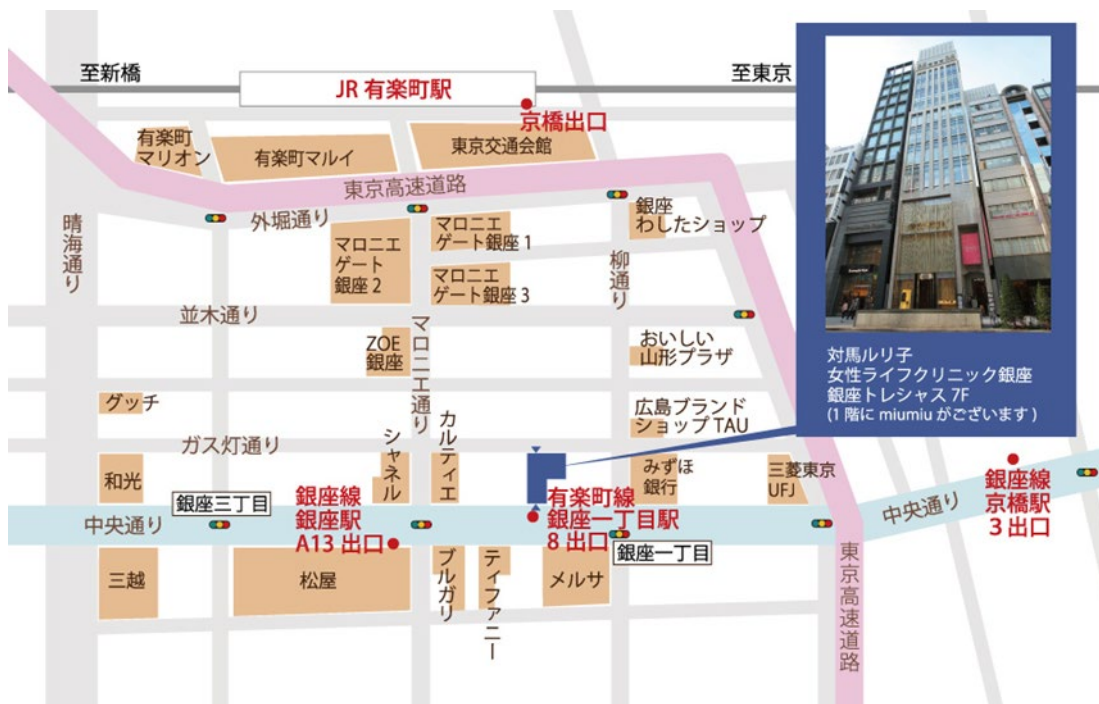 至新橋
JR 有楽町駅
至東京
京橋出口
有楽町
マリオン
有楽町マルイ
東京交通会館
東京高速道路
外堀通り
晴海通り
マロニエ
ゲート
銀座 2
マロニエ
ゲート銀座 1
マロニエ
ゲート銀座 3
銀座
わしたショップ
柳通り
並木通り
マロニエ通り
ZOE
銀座
おいしい
山形プラザ
グッチ
広島ブランド
ショップ TAU
ガス灯通り
シャネル
カルティエ
和光
みずほ
銀行
三菱東京
UFJ
対馬ルリ子
女性ライフクリニック銀座
銀座トレシャス 7F
(1 階に miumiu がございます )
銀座三丁目
銀座線
銀座駅
A13 出口
有楽町線
銀座一丁目駅
8 出口
銀座線
京橋駅
3 出口
中央通り
中央通り
銀座一丁目
三越
松屋
ブルガリ
ティファニー
メルサ
東京高速道路